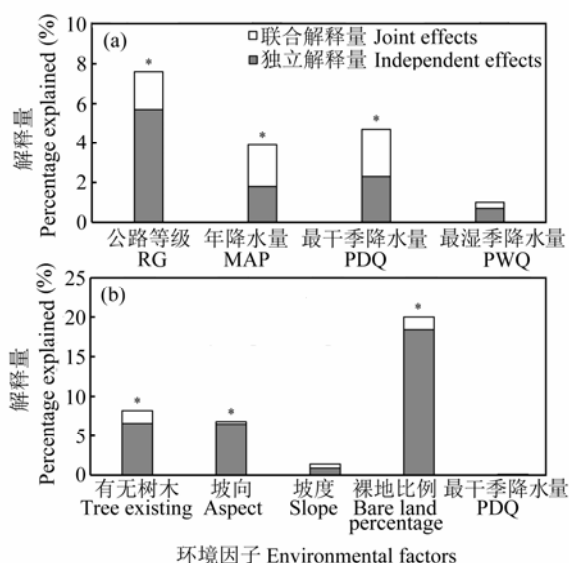 (a)
联合解释量 Joint effects
独立解释量 Independent effects
解释量
Percentage explained (%)
10
8
6
4
2
0
*
*
*
公路等级
RG
年降水量
MAP
最干季降水量
PDQ
最湿季降水量
PWQ
(b)
解释量
Percentage explained (%)
25
20
15
10
5
0
*
*
*
有无树木
Tree existing
坡向
Aspect
坡度
Slope
裸地比例
Bare land
percentage
最干季降水量
PDQ
环境因子 Environmental factors